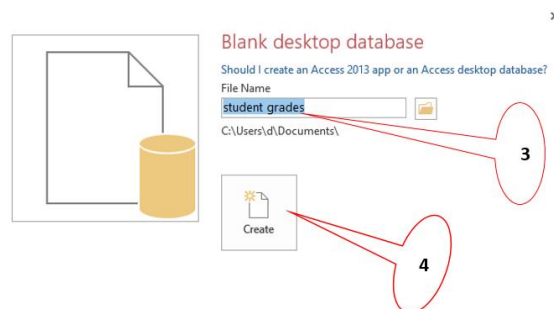 Blank desktop database
Should I create an Access 2013 app or an Access desktop database?
File Name
student grades
C:\Users\d\Documents\
3
Create
4